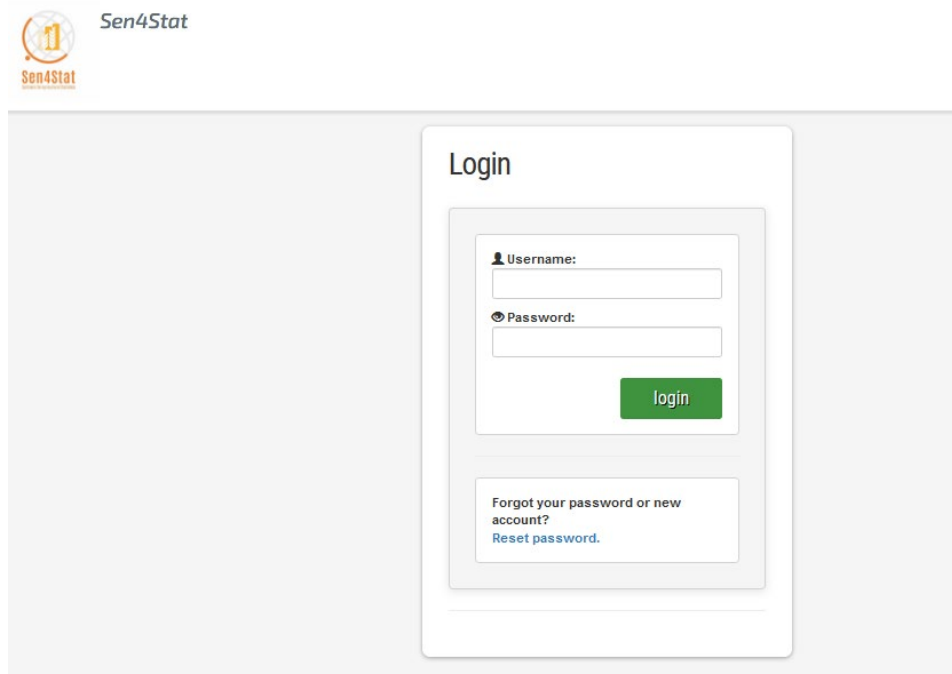 Sen4Stat
Sen4Stat
Login
Username:
Password:
login
Forgot your password or new
account?
Reset password.